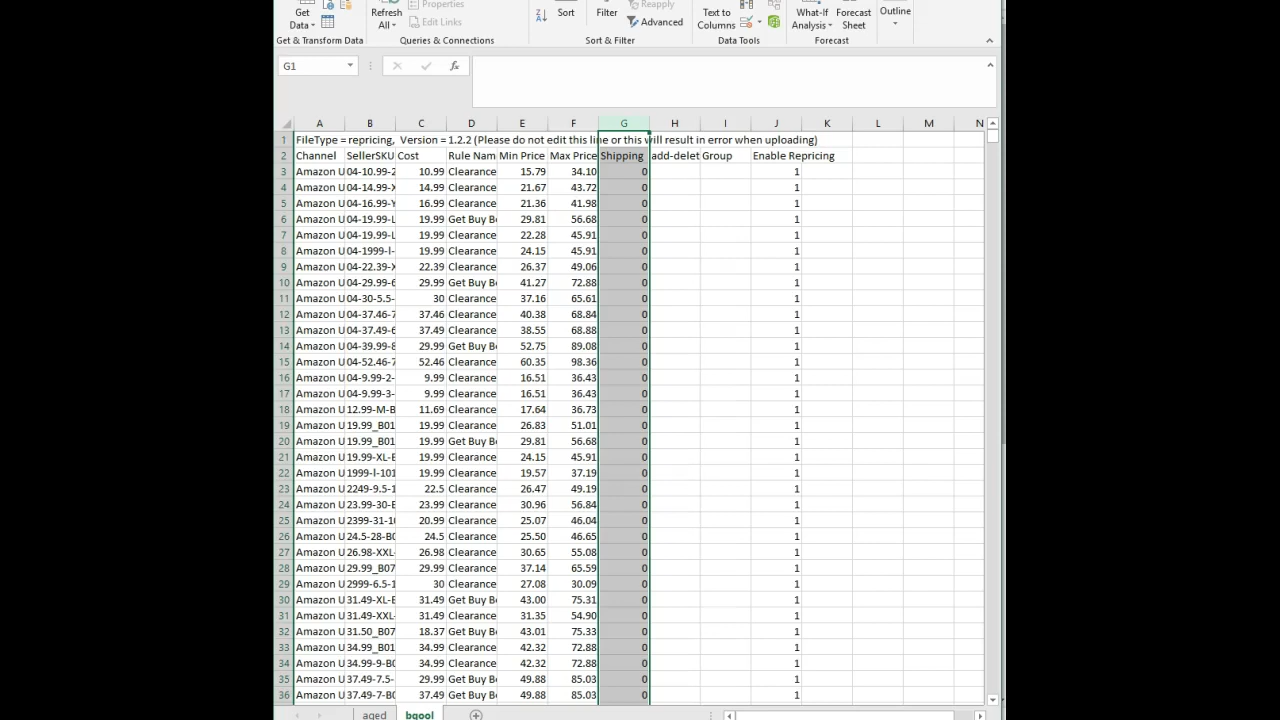 Get Data Refresh All Properties Edit Links Sort Filter Reapply Advanced Text to Columns What-If Analysis Forecast Sheet Outline
Get & Transform Data Queries & Connections Sort & Filter Data Tools Forecast
G1 fx
A B C D E F G H I J K L M N
1 FileType = repricing, Version = 1.2.2 (Please do not edit this line or this will result in error when uploading)
2 Channel SellerSKU Cost Rule Nam Min Price Max Price Shipping add-delet Group Enable Repricing
3 Amazon U 04-10.99-2 10.99 Clearance 15.79 34.10 0 1
4 Amazon U 04-14.99-X 14.99 Clearance 21.67 43.72 0 1
5 Amazon U 04-16.99-Y 16.99 Clearance 21.36 41.98 0 1
6 Amazon U 04-19.99-L 19.99 Get Buy B 29.81 56.68 0 1
7 Amazon U 04-19.99-L 19.99 Clearance 22.28 45.91 0 1
8 Amazon U 04-1999-l- 19.99 Clearance 24.15 45.91 0 1
9 Amazon U 04-22.39-X 22.39 Clearance 26.37 49.06 0 1
10 Amazon U 04-29.99-6 29.99 Get Buy B 41.27 72.88 0 1
11 Amazon U 04-30-5.5- 30 Clearance 37.16 65.61 0 1
12 Amazon U 04-37.46-7 37.46 Clearance 40.38 68.84 0 1
13 Amazon U 04-37.49-6 37.49 Clearance 38.55 68.88 0 1
14 Amazon U 04-39.99-8 29.99 Get Buy B 52.75 89.08 0 1
15 Amazon U 04-52.46-7 52.46 Clearance 60.35 98.36 0 1
16 Amazon U 04-9.99-2- 9.99 Clearance 16.51 36.43 0 1
17 Amazon U 04-9.99-3- 9.99 Clearance 16.51 36.43 0 1
18 Amazon U 12.99-M-B 11.69 Clearance 17.64 36.73 0 1
19 Amazon U 19.99_B01 19.99 Clearance 26.83 51.01 0 1
20 Amazon U 19.99_B01 19.99 Get Buy B 29.81 56.68 0 1
21 Amazon U 19.99-XL-E 19.99 Clearance 24.15 45.91 0 1
22 Amazon U 1999-l-101 19.99 Clearance 19.57 37.19 0 1
23 Amazon U 2249-9.5-1 22.5 Clearance 26.47 49.19 0 1
24 Amazon U 23.99-30-E 23.99 Clearance 30.96 56.84 0 1
25 Amazon U 2399-31-10 20.99 Clearance 25.07 46.04 0 1
26 Amazon U 24.5-28-B0 24.5 Clearance 25.50 46.65 0 1
27 Amazon U 26.98-XXL- 26.98 Clearance 30.65 55.08 0 1
28 Amazon U 29.99_B07 29.99 Clearance 37.14 65.59 0 1
29 Amazon U 2999-6.5-1 30 Clearance 27.08 30.09 0 1
30 Amazon U 31.49-XL-E 31.49 Get Buy B 43.00 75.31 0 1
31 Amazon U 31.49-XXL- 31.49 Clearance 31.35 54.90 0 1
32 Amazon U 31.50_B07 18.37 Get Buy B 43.01 75.33 0 1
33 Amazon U 34.99_B01 34.99 Clearance 42.32 72.88 0 1
34 Amazon U 34.99-9-B0 34.99 Clearance 42.32 72.88 0 1
35 Amazon U 37.49-7.5- 29.99 Get Buy B 49.88 85.03 0 1
36 Amazon U 37.49-7-B0 37.49 Get Buy B 49.88 85.03 0 1
aged bqool